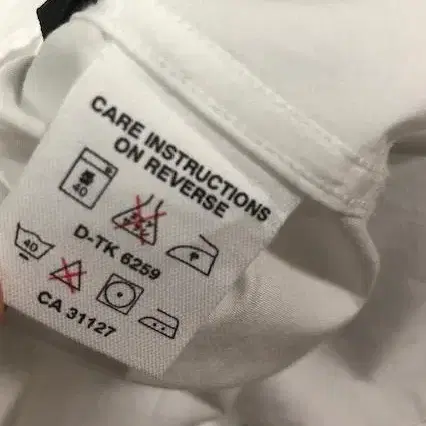 CARE INSTRUCTIONS
ON REVERSE
40
D-TK 6259
40
CA 31127